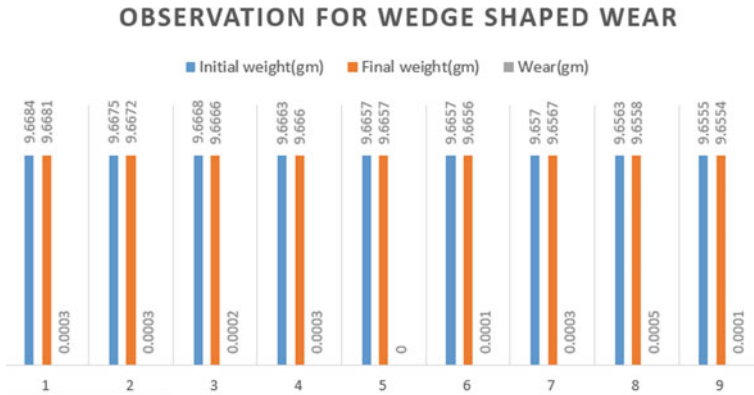 OBSERVATION FOR WEDGE SHAPED WEAR
Initial weight(gm) Final weight(gm) Wear(gm)
9.6684 9.6681 0.0003 9.6675 9.6672 0.0003 9.6668 9.6666 0.0002 9.6663 9.666 0.0003 9.6657 9.6657 0 9.6657 9.6656 0.0001 9.657 9.6567 0.0003 9.6563 9.6558 0.0005 9.6555 9.6554 0.0001
1 2 3 4 5 6 7 8 9